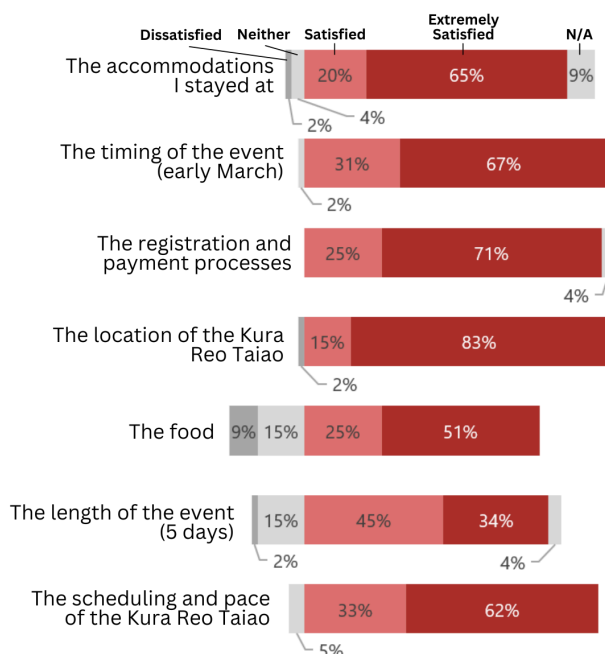 Extremely
Dissatisfied Neither Satisfied Satisfied N/A
The accommodations
I stayed at
20% 65% 9%
2% 4%
The timing of the event
(early March)
31% 67%
2%
The registration and
payment processes
25% 71%
4%
The location of the Kura
Reo Taiao
15% 83%
2%
The food
9% 15% 25% 51%
The length of the event
(5 days)
15% 45% 34%
2% 4%
The scheduling and pace
of the Kura Reo Taiao
33% 62%
5%